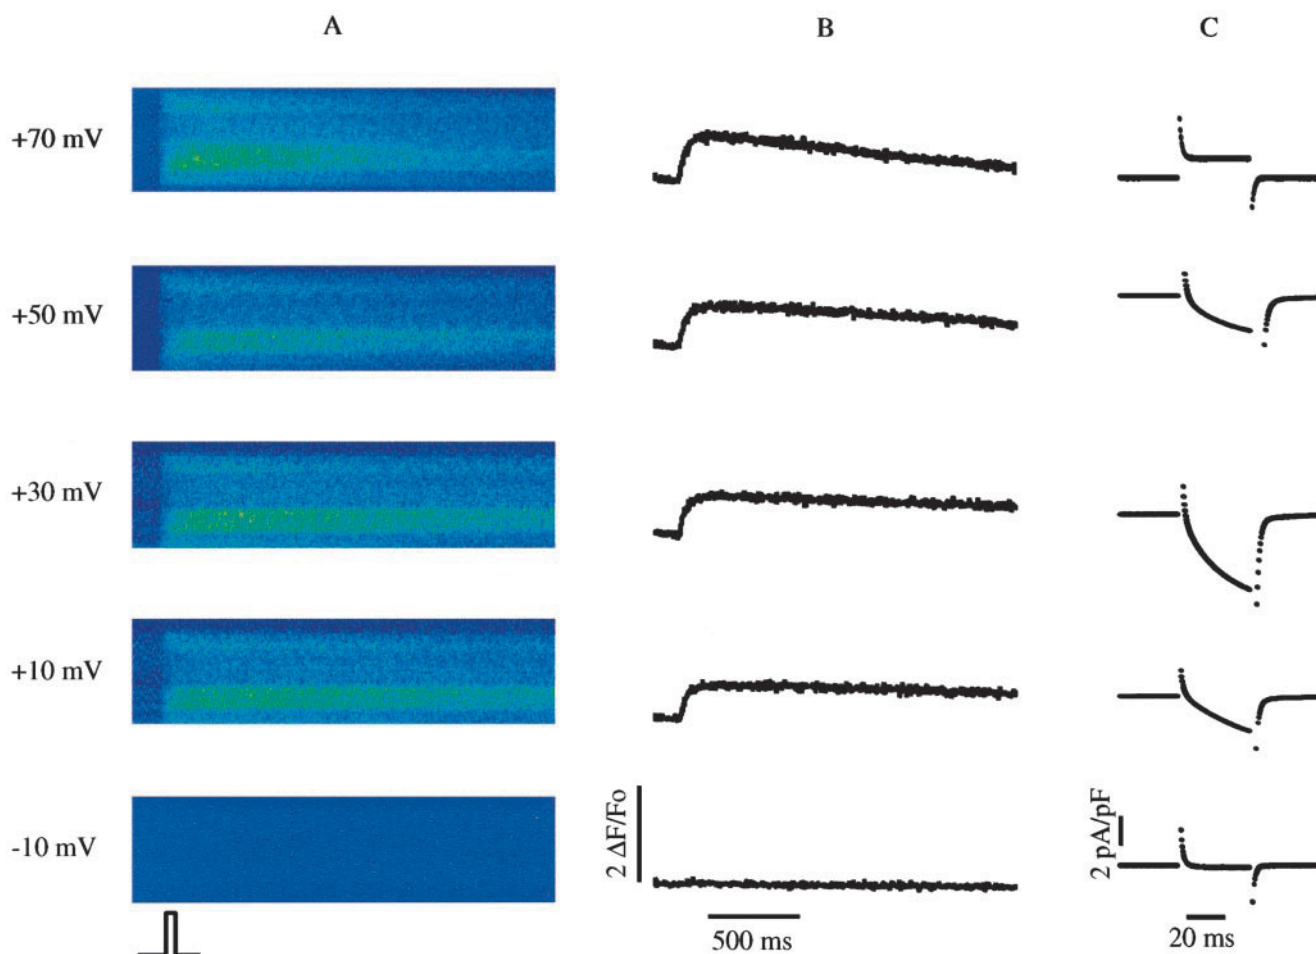 A B C
+70 mV
+50 mV
+30 mV
+10 mV
-10 mV
2 ΔF/Fo
2 pA/pF
500 ms
20 ms